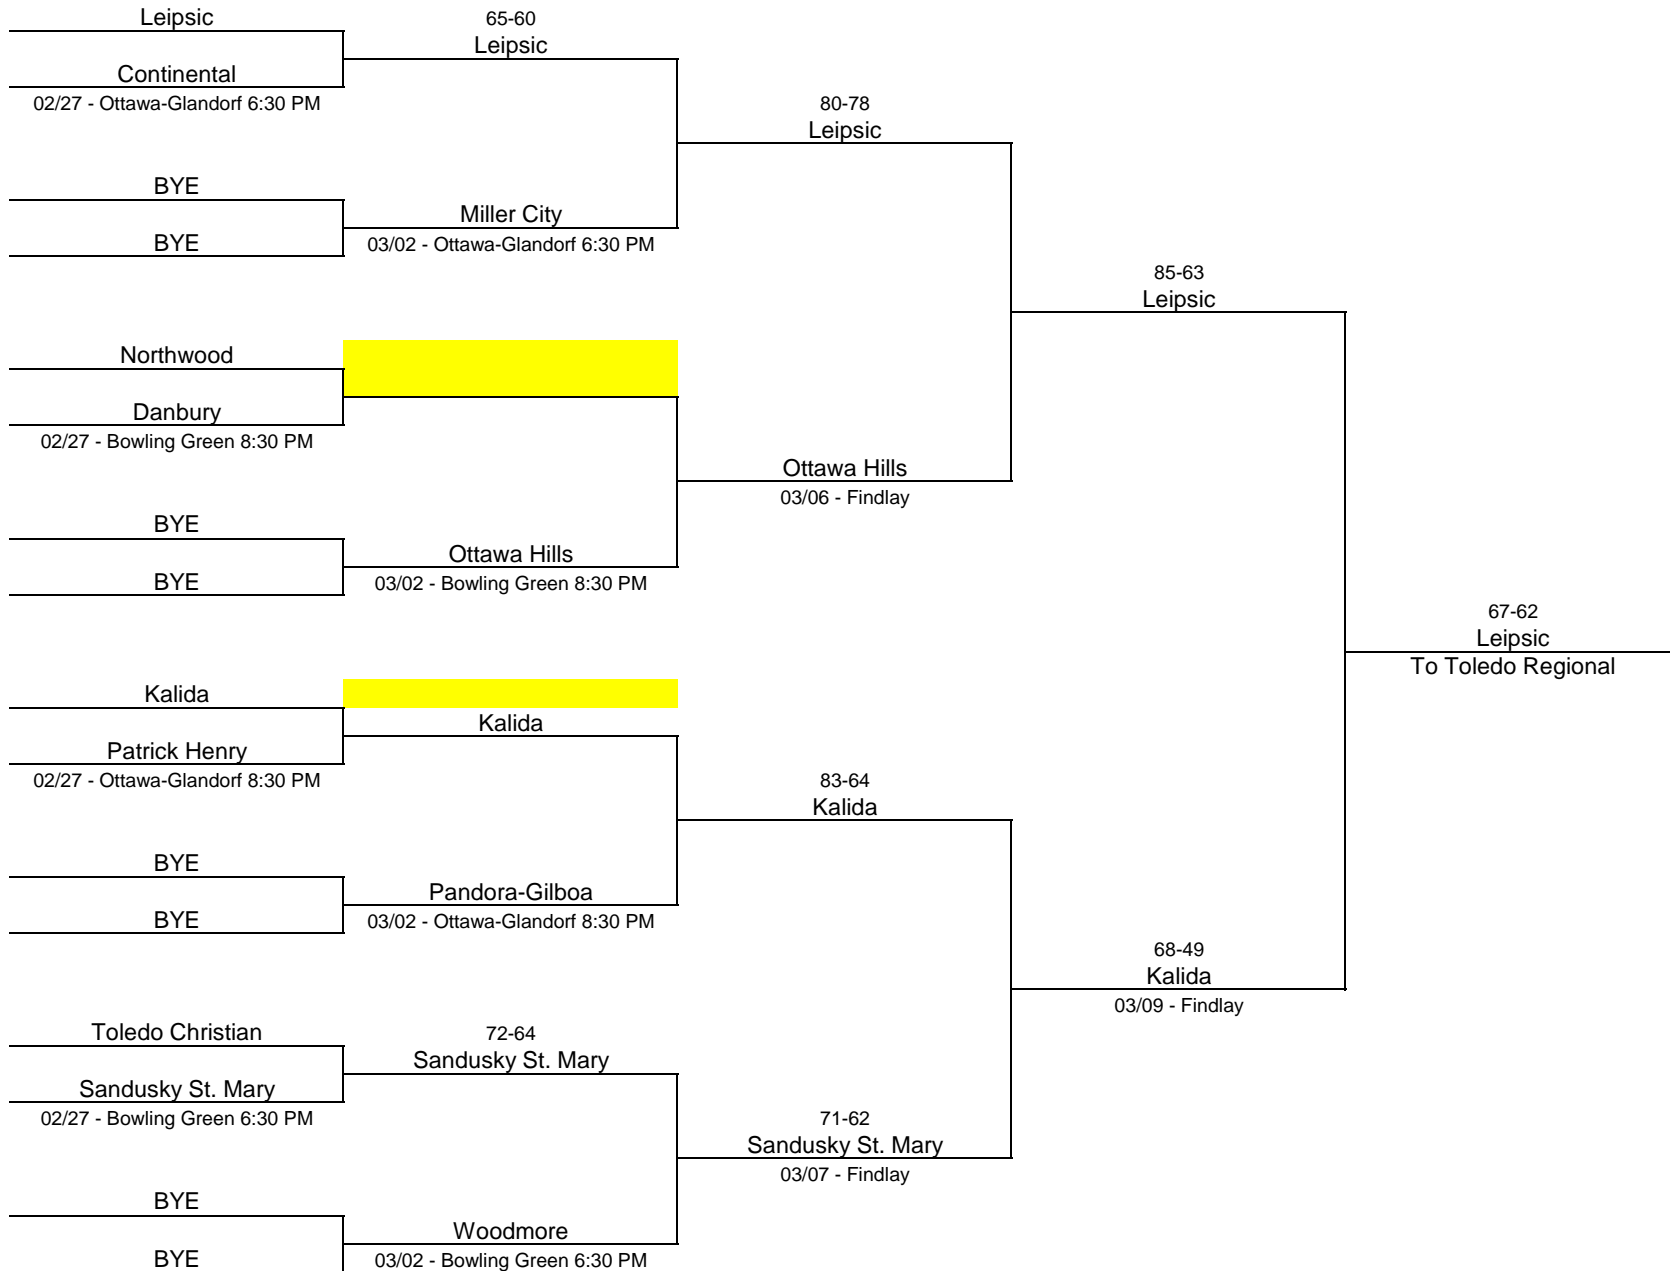 Leipsic
Continental
02/27 - Ottawa-Glandorf 6:30 PM
BYE
BYE
Northwood
Danbury
02/27 - Bowling Green 8:30 PM
BYE
BYE
Kalida
Patrick Henry
02/27 - Ottawa-Glandorf 8:30 PM
BYE
BYE
Toledo Christian
Sandusky St. Mary
02/27 - Bowling Green 6:30 PM
BYE
BYE
65-60
Leipsic
Miller City
03/02 - Ottawa-Glandorf 6:30 PM
Ottawa Hills
03/02 - Bowling Green 8:30 PM
Kalida
Pandora-Gilboa
03/02 - Ottawa-Glandorf 8:30 PM
72-64
Sandusky St. Mary
Woodmore
03/02 - Bowling Green 6:30 PM
80-78
Leipsic
Ottawa Hills
03/06 - Findlay
83-64
Kalida
71-62
Sandusky St. Mary
03/07 - Findlay
85-63
Leipsic
68-49
Kalida
03/09 - Findlay
67-62
Leipsic
To Toledo Regional